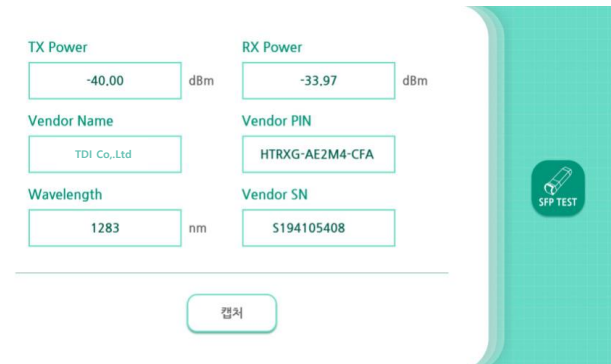 TX Power RX Power
-40.00 dBm -33.97 dBm
Vendor Name Vendor PIN
TDI Co,.Ltd HTRXG-AE2M4-CFA
Wavelength Vendor SN
1283 nm S194105408
SFP TEST
캡처